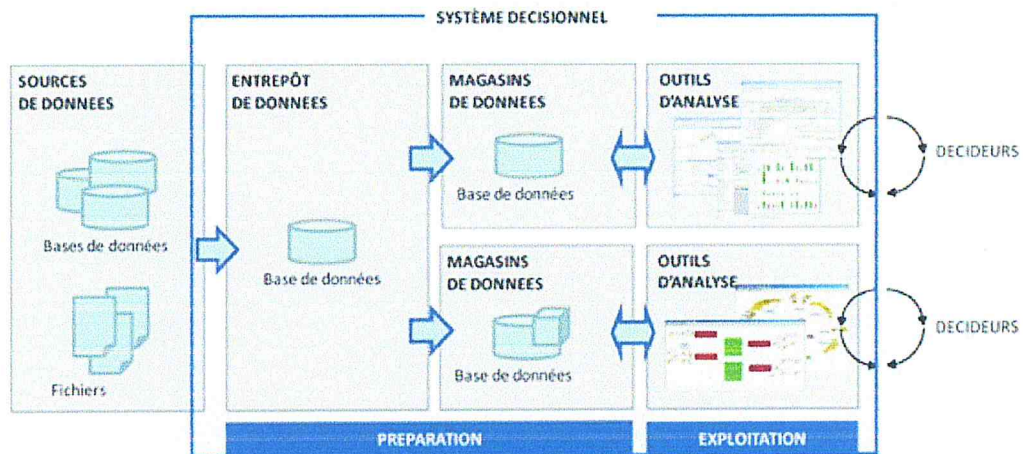 SYSTÈME DECISIONNEL
SOURCES
DE DONNEES
Bases de données
Fichiers
ENTREPÔT
DE DONNEES
Base de données
MAGASINS
DE DONNEES
Base de données
OUTILS
D'ANALYSE
DECIDEURS
MAGASINS
DE DONNEES
Base de données
OUTILS
D'ANALYSE
DECIDEURS
PREPARATION
EXPLOITATION